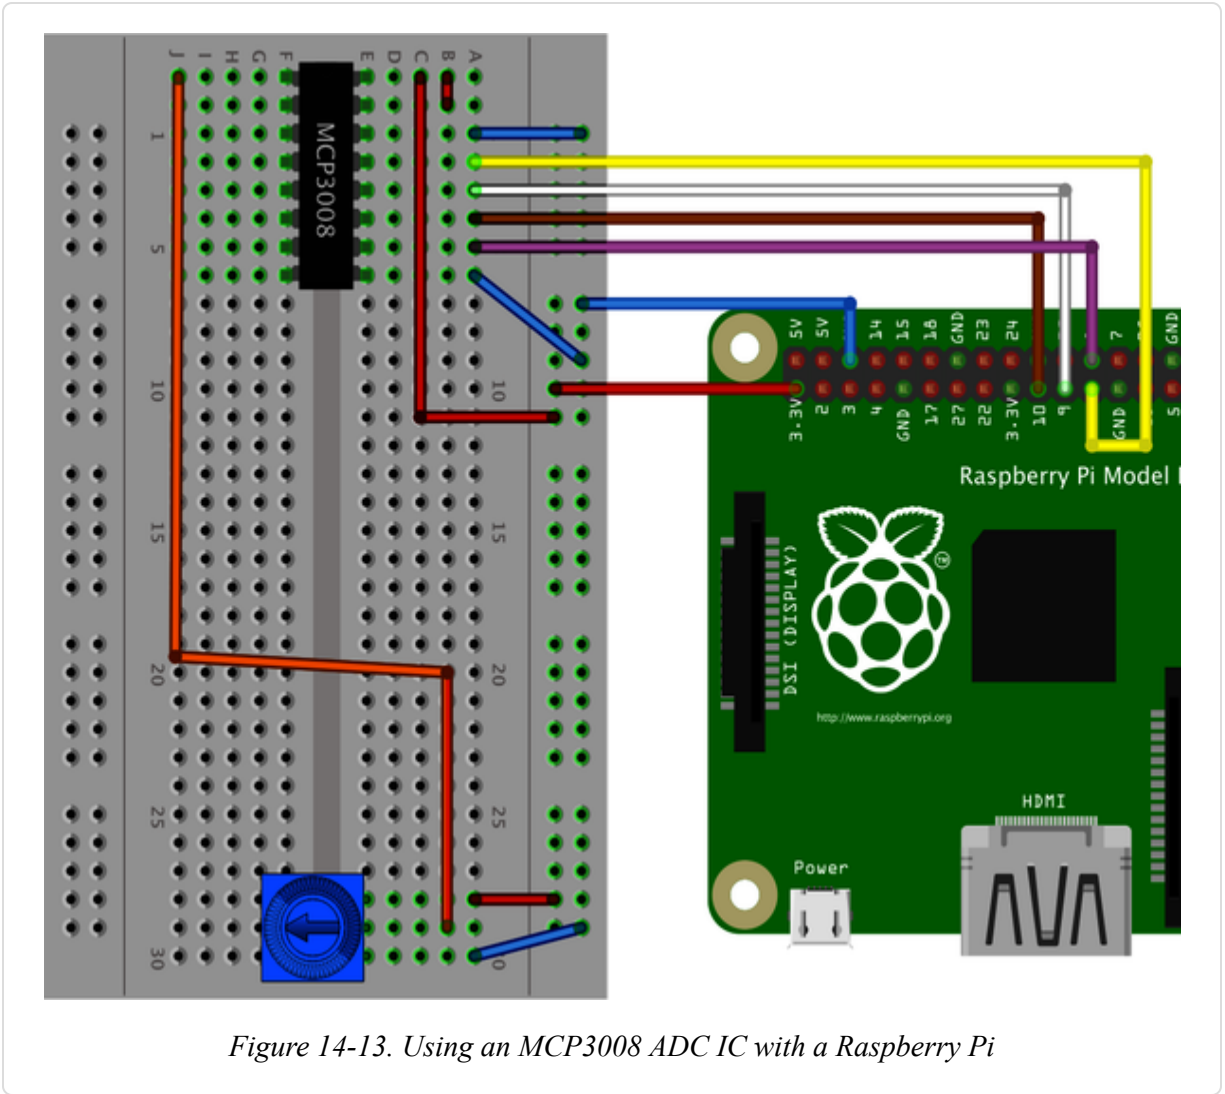 J I H G F E D C B A
MCP3008
1
5
10 10
15 15
20 20
25 25
30
5V 5V 14 15 18 GND 23 24 7 GND
3.3V 2 3 4 GND 17 27 22 3.3V 10 9 GND 5
Raspberry Pi Model
TM
DSI (DISPLAY)
http://www.raspberrypi.org
HDMI
Power
Figure 14-13. Using an MCP3008 ADC IC with a Raspberry Pi